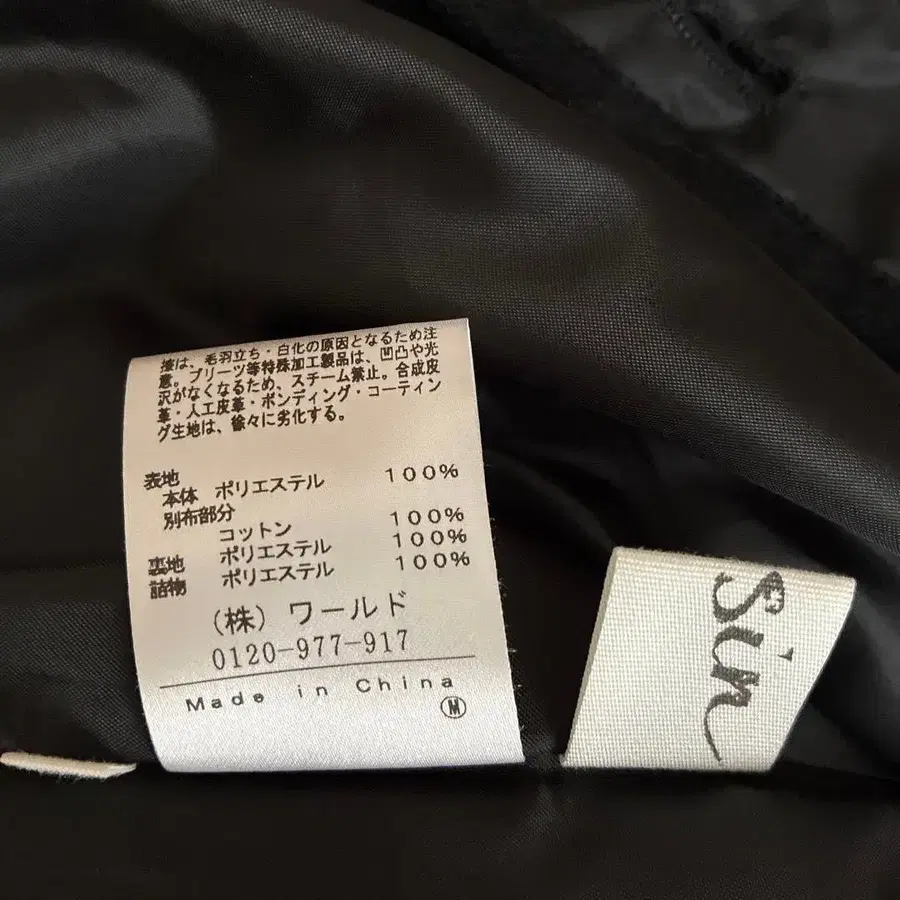 擦は、毛羽立ち・白化の原因となるため注
意。プリーツ等特殊加工製品は、凹凸や光
沢がなくなるため、スチーム禁止。合成皮
革・人工皮革・ボンディング・コーティン
グ生地は、徐々に劣化する。
表地
本体 ポリエステル 100%
別布部分
コットン 100%
裏地 ポリエステル 100%
詰物 ポリエステル 100%
(株)ワールド
0120-977-917
Made in China
Ⓜ
Sin